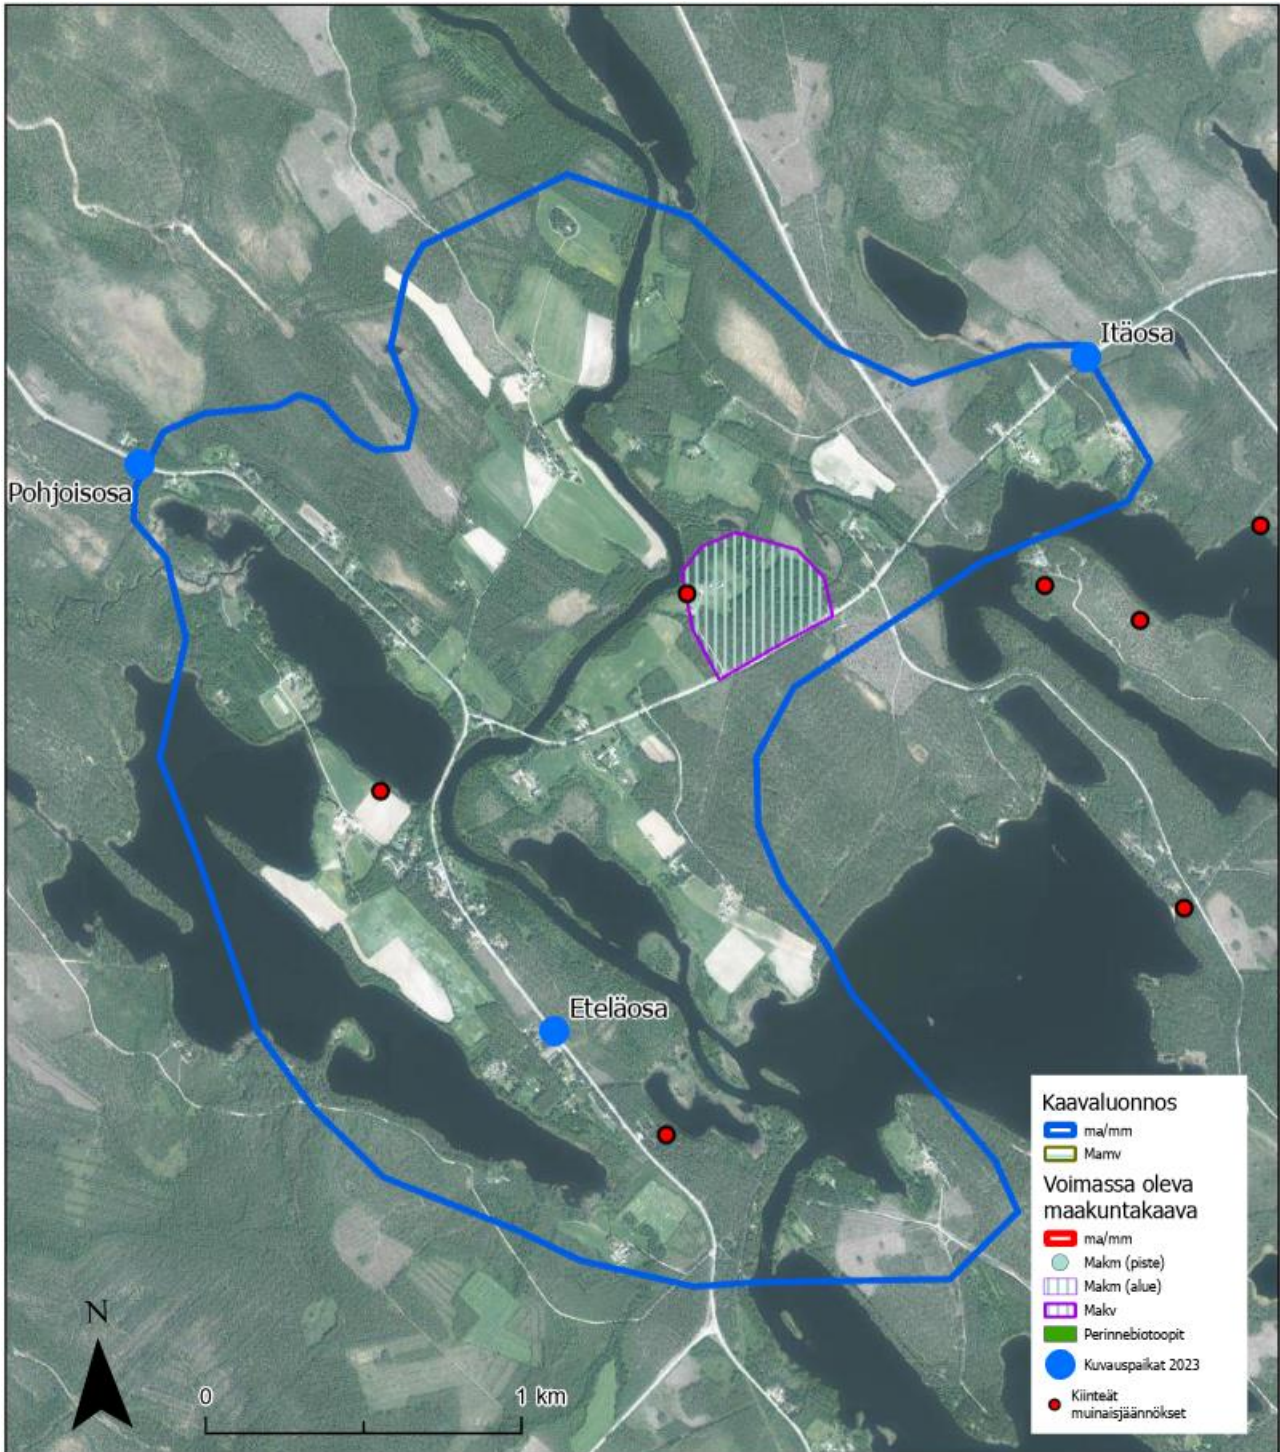 Itäosa
Pohjoisosa
Eteläosa
Kaavaluonnos
ma/mm
Mamv
Voimassa oleva
maakuntakaava
ma/mm
Makm (piste)
Makm (alue)
Makv
Perinnebiotoopit
Kuvauspaikat 2023
Kiinteät
muinaisjäännökset
N
0 1 km